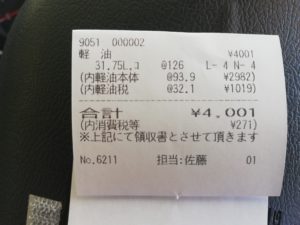 9051 000002
軽 油 ¥4001
31.75L.コ @126 L- 4 N- 4
(内軽油本体 @93.9 ¥2982)
(内軽油税 @32.1 ¥1019)
合計 ¥4,001
(内消費税等 ¥271)
※上記にて領収書とさせて頂きます
No.6211 担当:佐藤 01